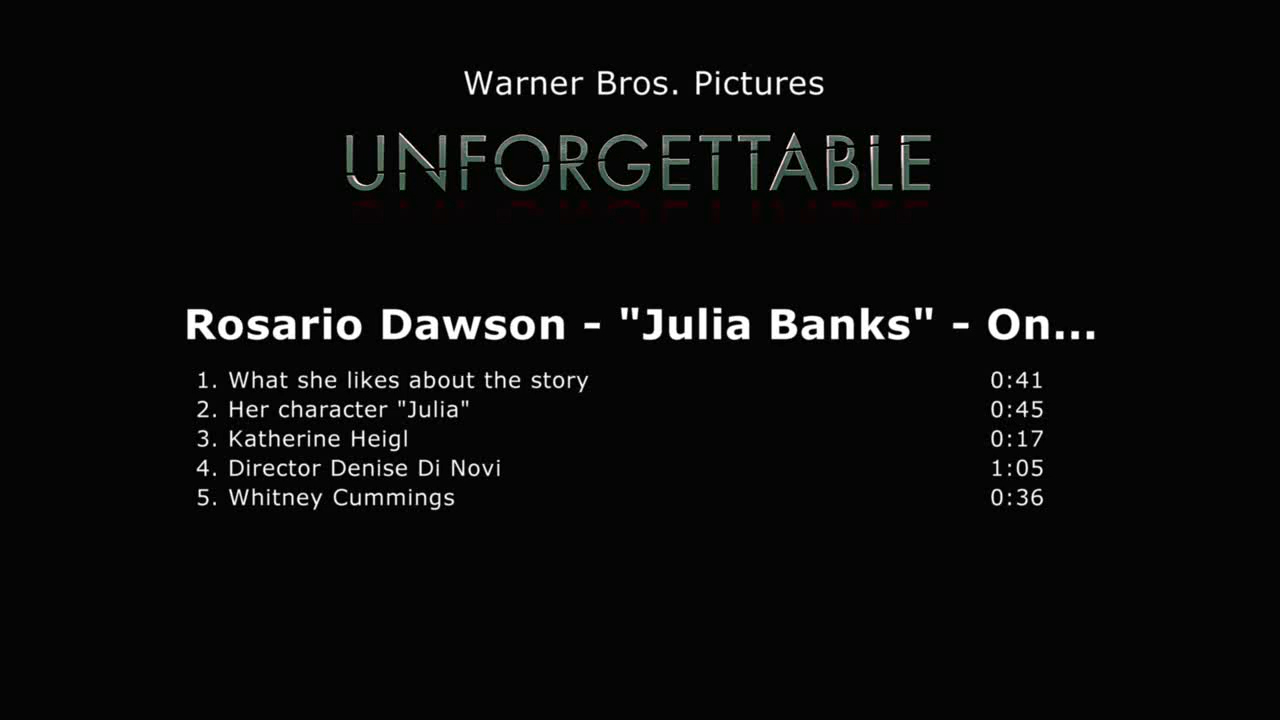 Warner Bros. Pictures
UNFORGETTABLE
Rosario Dawson - "Julia Banks" - On...
1. What she likes about the story 0:41
2. Her character "Julia" 0:45
3. Katherine Heigl 0:17
4. Director Denise Di Novi 1:05
5. Whitney Cummings 0:36